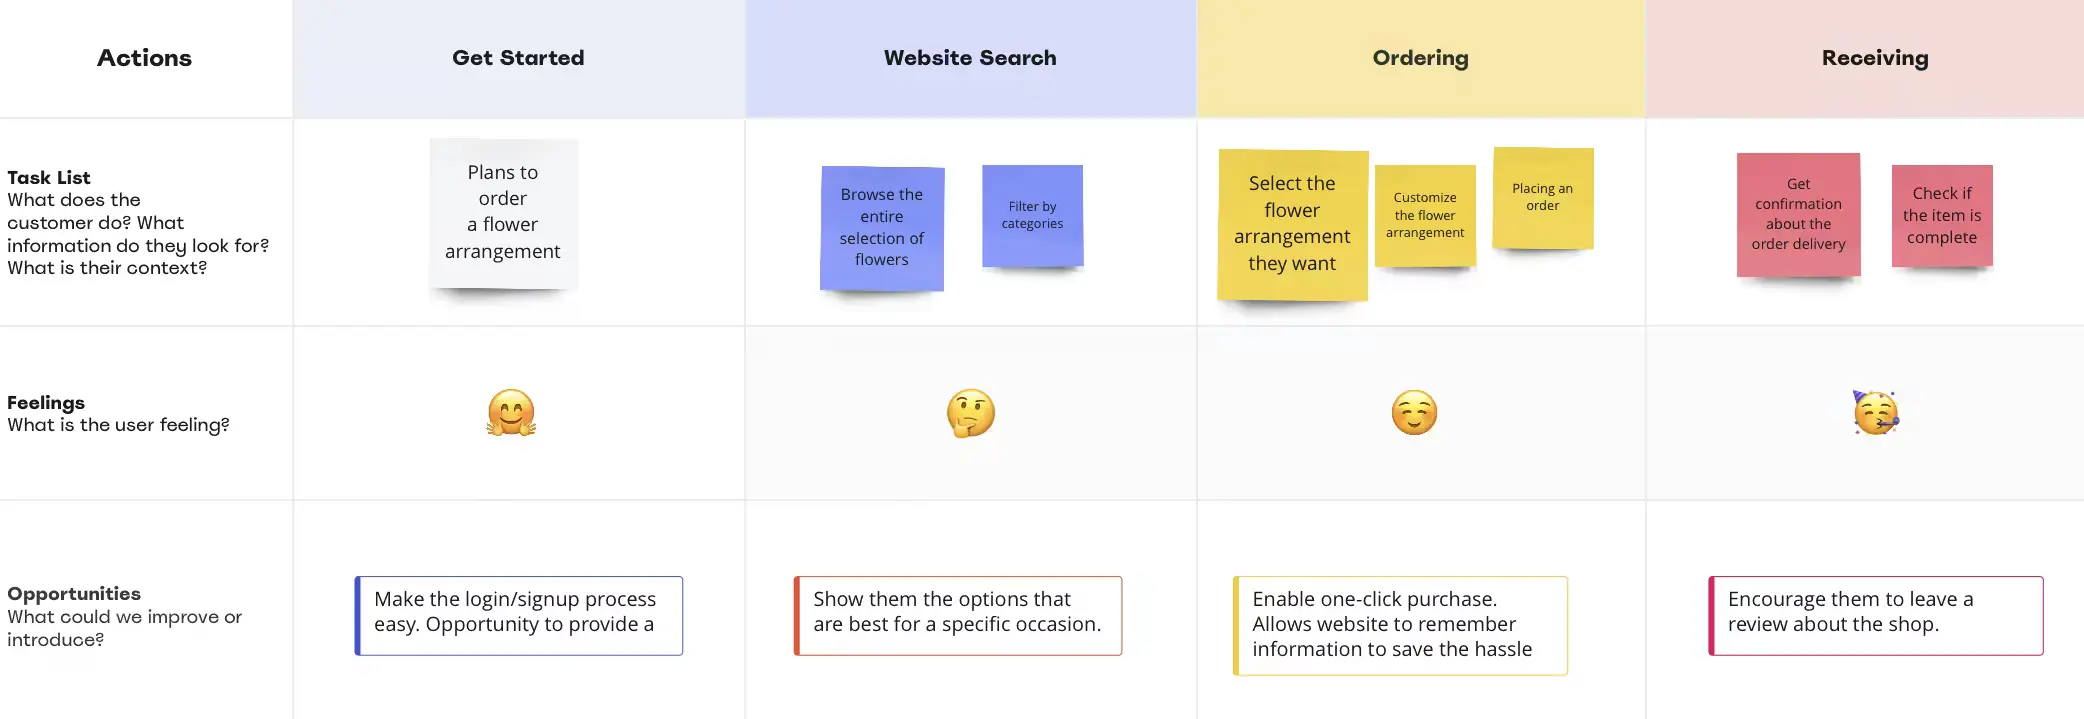 Actions
Get Started
Website Search
Ordering
Receiving
Task List
What does the
customer do? What
information do they look for?
What is their context?
Plans to
order
a flower
arrangement
Browse the
entire
selection of
flowers
Filter by
categories
Select the
flower
arrangement
they want
Customize
the flower
arrangement
Placing an
order
Get
confirmation
about the
order delivery
Check if
the item is
complete
Feelings
What is the user feeling?
Opportunities
What could we improve or
introduce?
Make the login/signup process
easy. Opportunity to provide a
Show them the options that
are best for a specific occasion.
Enable one-click purchase.
Allows website to remember
information to save the hassle
Encourage them to leave a
review about the shop.